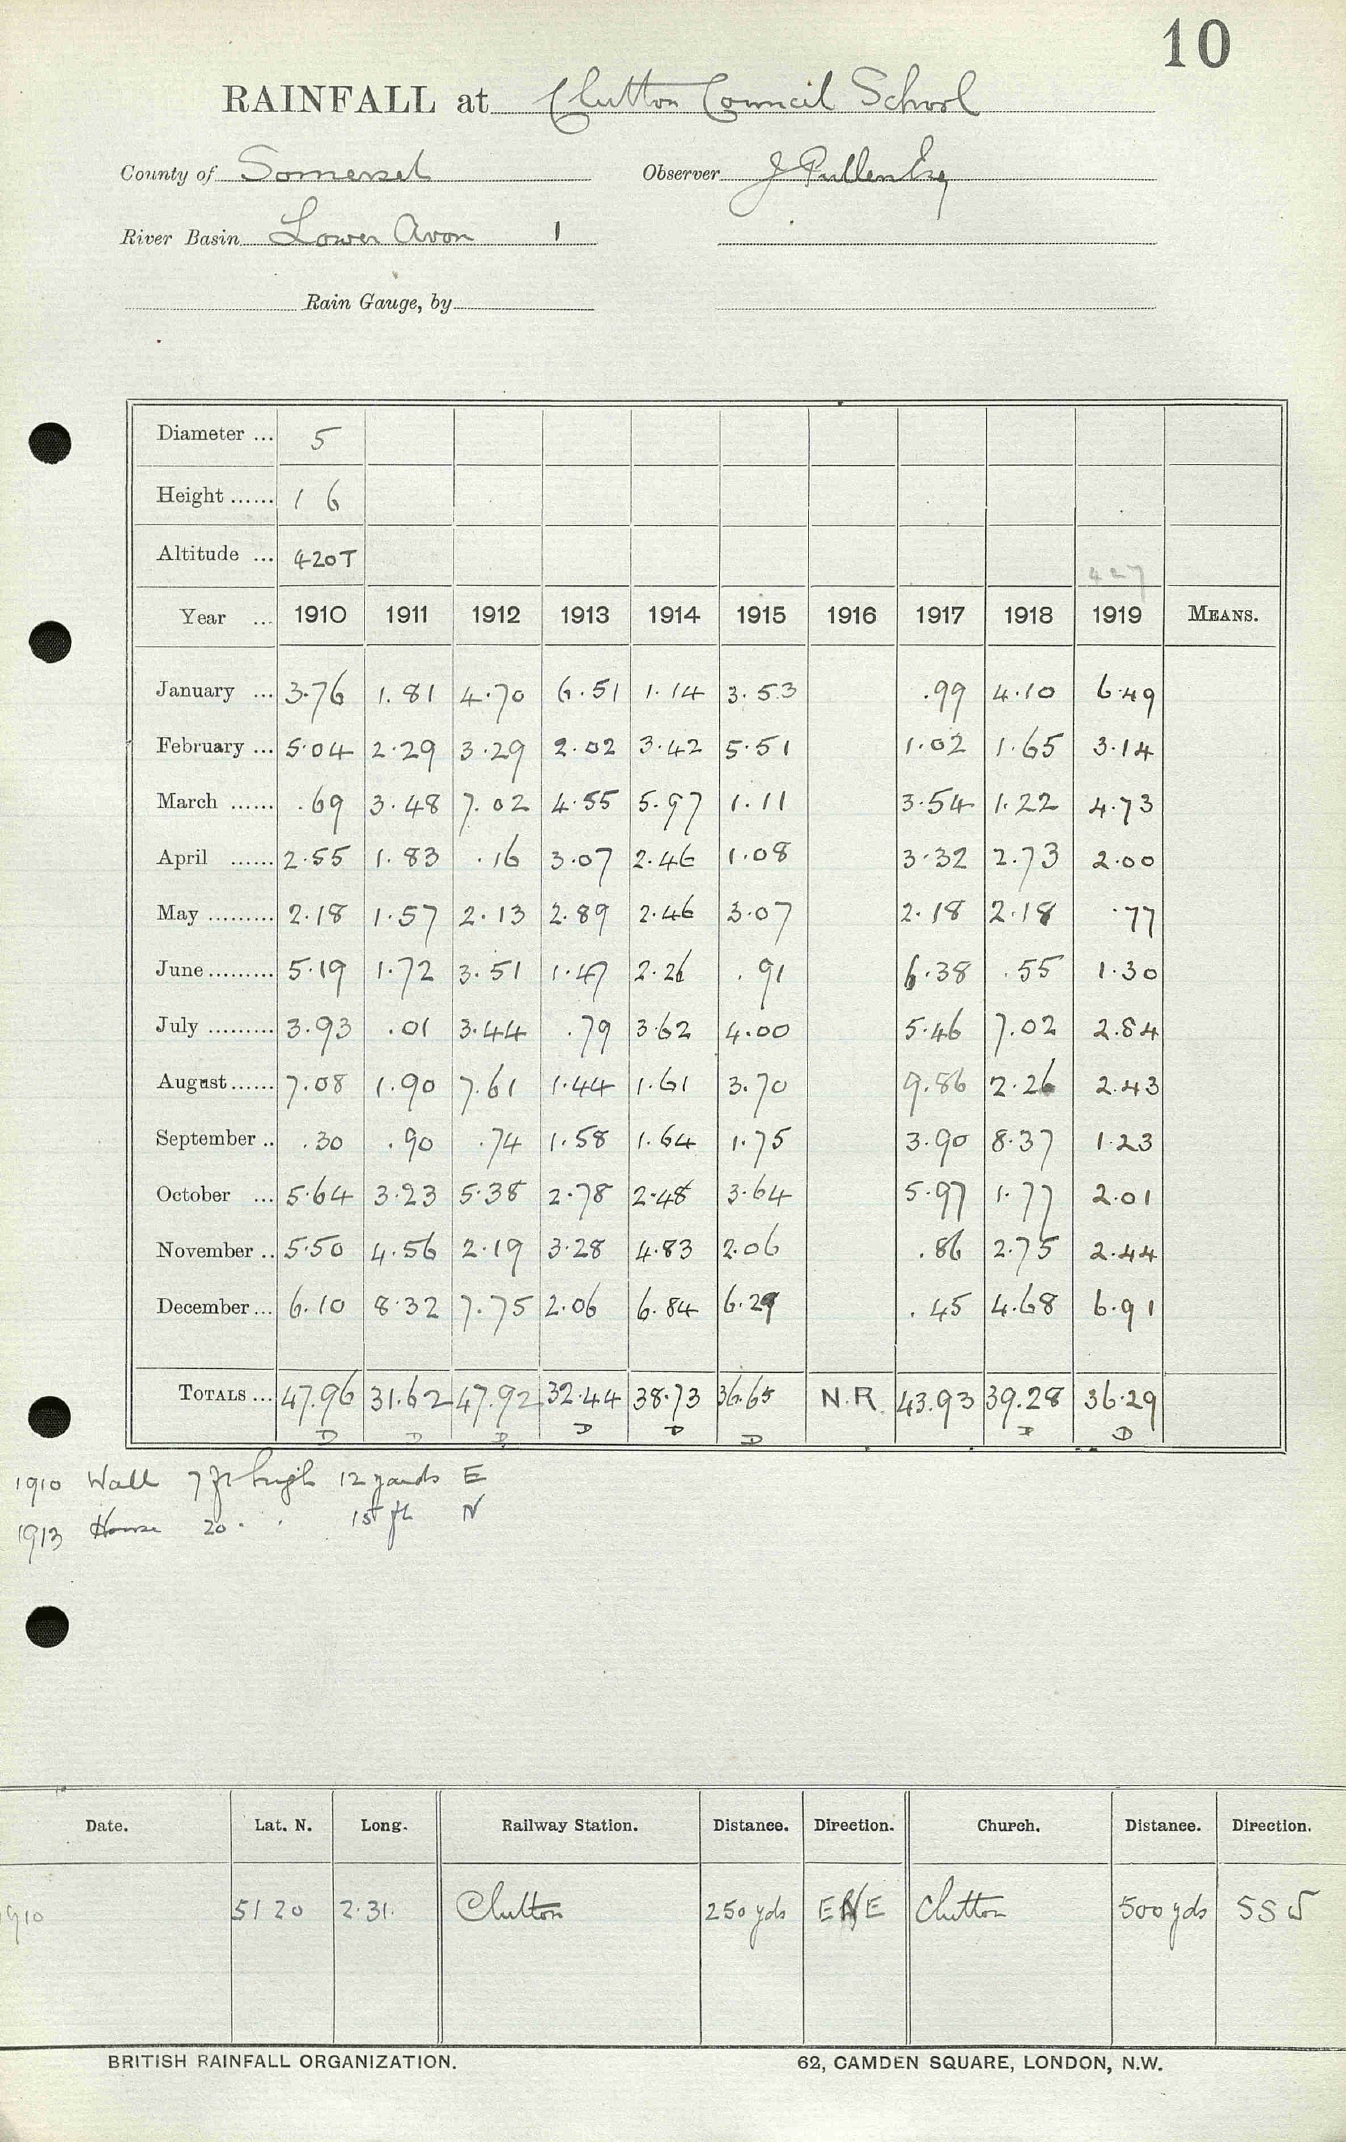 10
RAINFALL at Clutton Council School
County of Somerset Observer J Pullen Esq
River Basin Lower Avon 1
Rain Gauge, by
Diameter ... 5
Height ...... 1 6
Altitude ... 420T 427
Year ... 1910 1911 1912 1913 1914 1915 1916 1917 1918 1919 MEANS.
January ... 3.76 1.81 4.70 6.51 1.14 3.53 .99 4.10 6.49
February ... 5.04 2.29 3.29 2.02 3.42 5.51 1.02 1.65 3.14
March ...... .69 3.48 7.02 4.55 5.97 1.11 3.54 1.22 4.73
April ...... 2.55 1.83 .16 3.07 2.46 1.08 3.32 2.73 2.00
May ......... 2.18 1.57 2.13 2.89 2.46 3.07 2.18 2.18 .77
June ......... 5.19 1.72 3.51 1.47 2.26 .91 6.38 .55 1.30
July ......... 3.93 .01 3.44 .79 3.62 4.00 5.46 7.02 2.84
August ...... 7.08 1.90 7.61 1.44 1.61 3.70 9.86 2.26 2.43
September .. .30 .90 .74 1.58 1.64 1.75 3.90 8.37 1.23
October ... 5.64 3.23 5.38 2.78 2.48 3.64 5.97 1.77 2.01
November .. 5.50 4.56 2.19 3.28 4.83 2.06 .86 2.75 2.44
December ... 6.10 8.32 7.75 2.06 6.84 6.29 .45 4.68 6.91
TOTALS ... 47.96 31.62 47.92 32.44 38.73 36.65 N.R. 43.93 39.28 36.29
D D D D D D D D
1910 Wall 7 ft high 12 yards E
1913 House 20 " " 15 ft N
Date. Lat. N. Long. Railway Station. Distance. Direction. Church. Distance. Direction.
1910 51 20 2.31. Clutton 250 yds ENE Clutton 500 yds SSW
BRITISH RAINFALL ORGANIZATION. 62, CAMDEN SQUARE, LONDON, N.W.